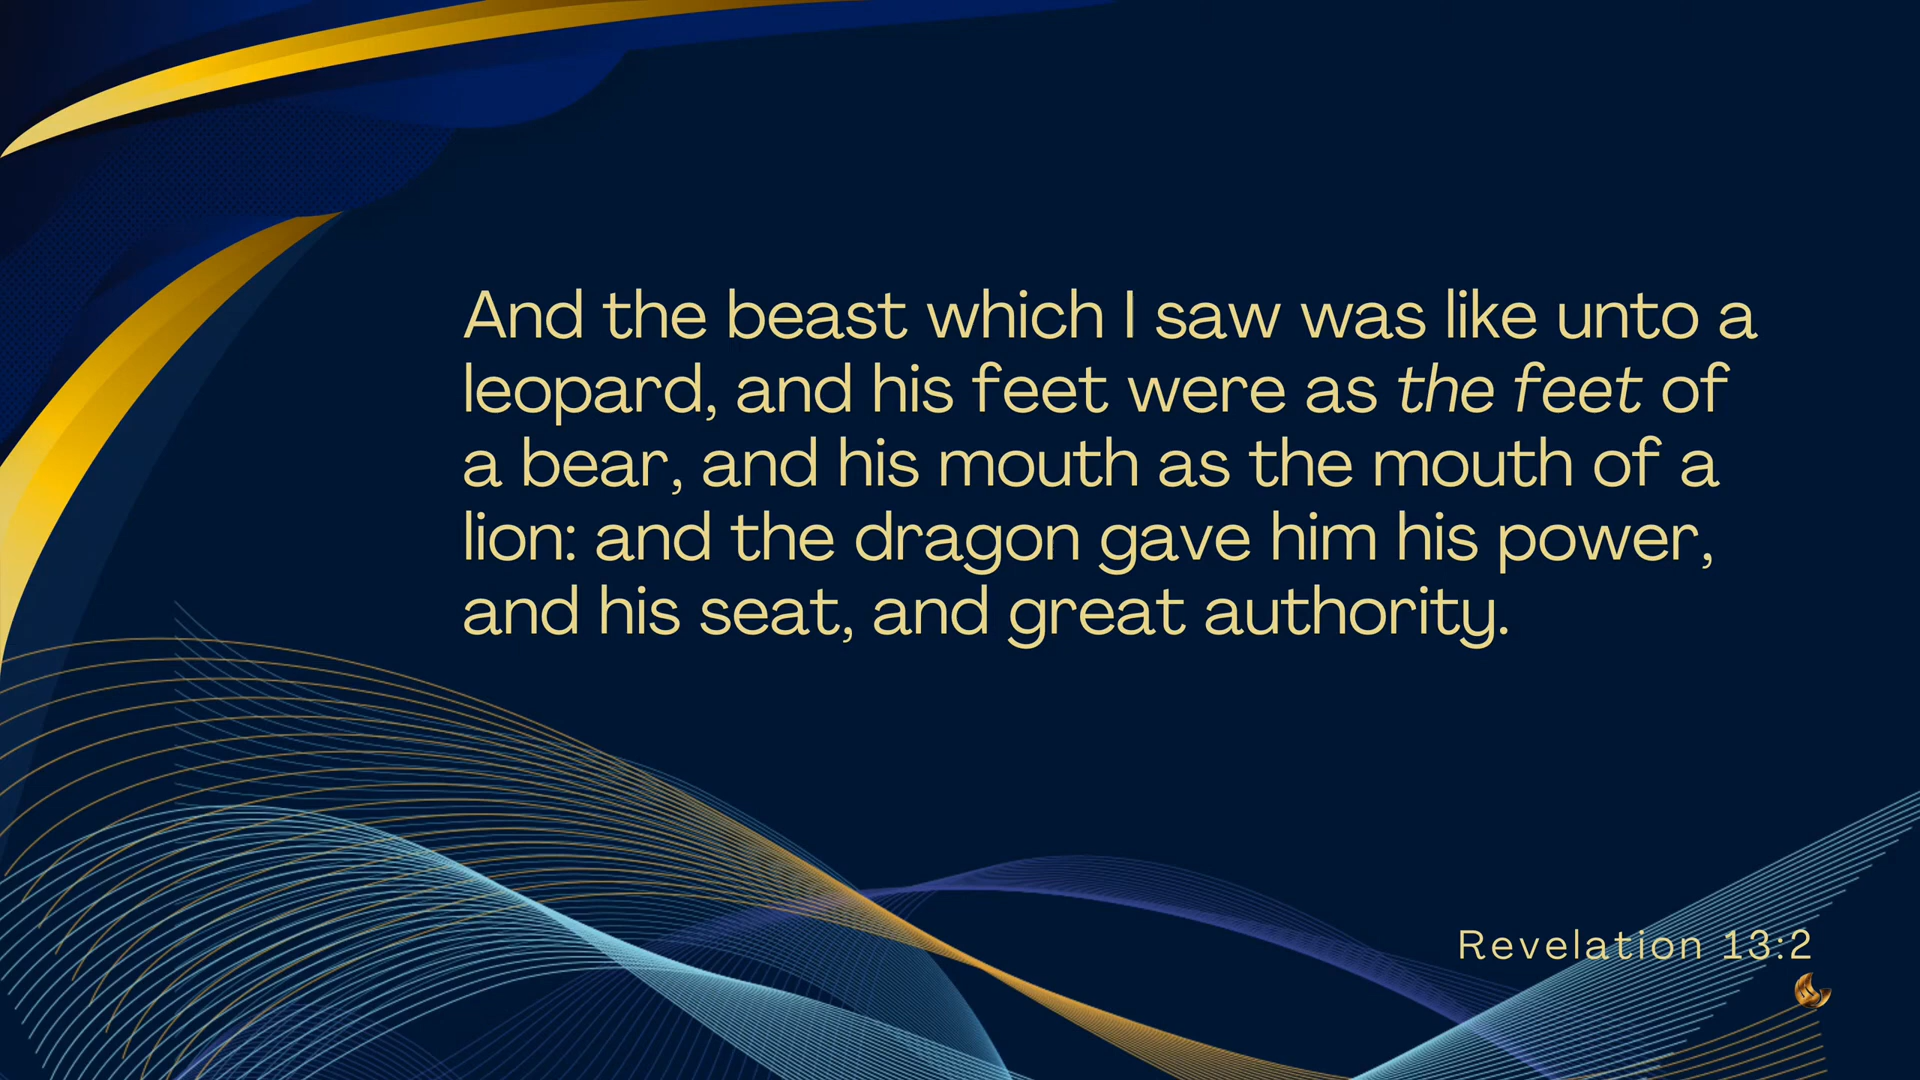 And the beast which I saw was like unto a
leopard, and his feet were as the feet of
a bear, and his mouth as the mouth of a
lion: and the dragon gave him his power,
and his seat, and great authority.
Revelation 13:2